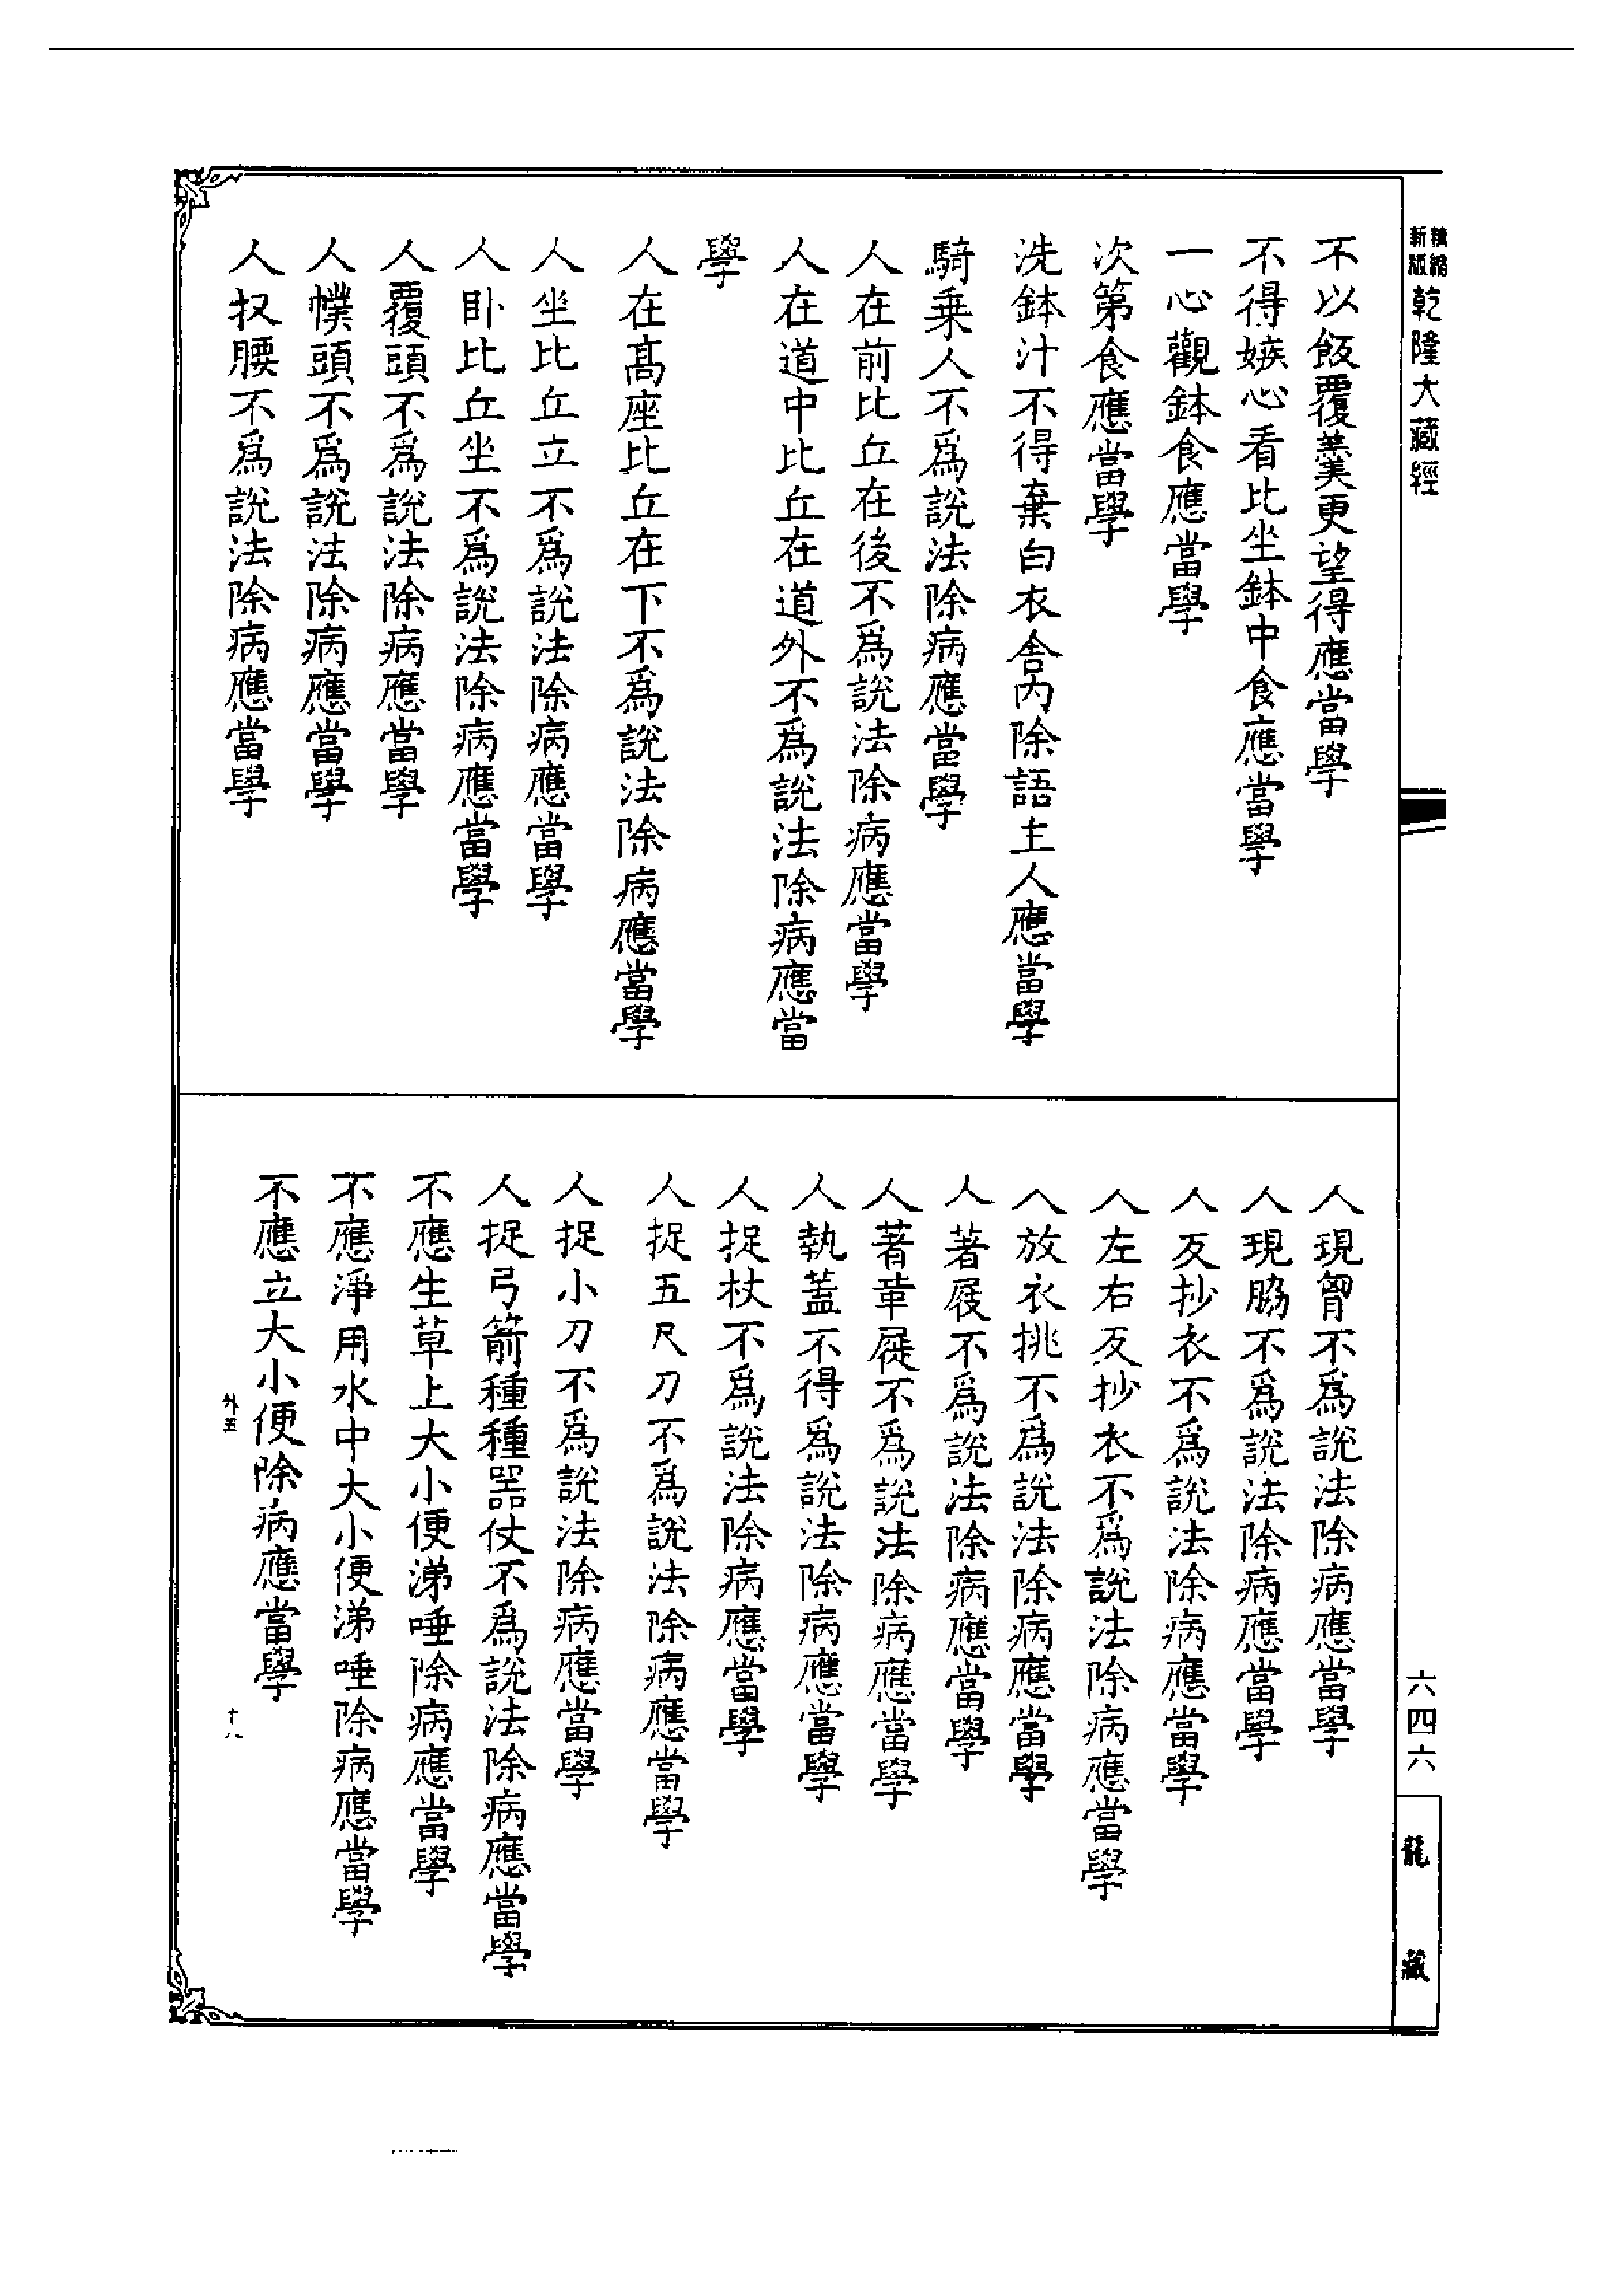 精縮
新版
乾隆大藏經
不以飯覆羹更望得應當學
不得嫉心看比坐鉢中食應當學
一心觀鉢食應當學
次第食應當學
洗鉢汁不得棄白衣舍內除語主人應當學
騎乗人不爲說法除病應當學
人在前比丘在後不爲說法除病應當學
人在道中比丘在道外不爲說法除病應當
學
人在髙座比丘在下不爲說法除病應當學
人坐比丘立不爲說法除病應當學
人卧比丘坐不爲說法除病應當學
人覆頭不爲說法除病應當學
人幞頭不爲說法除病應當學
人扠腰不爲說法除病應當學
人現胷不爲說法除病應當學
人現脇不爲說法除病應當學
人反抄衣不爲說法除病應當學
人左右反抄衣不爲說法除病應當學
人放衣挑不爲說法除病應當學
人著屐不爲說法除病應當學
人著革屣不爲說法除病應當學
人執蓋不得爲說法除病應當學
人捉杖不爲說法除病應當學
人捉五尺刀不爲說法除病應當學
人捉小刀不爲說法除病應當學
人捉弓箭種種器仗不爲說法除病應當學
不應生草上大小便涕唾除病應當學
不應淨用水中大小便涕唾除病應當學
不應立大小便除病應當學
外五
十八
六四六
龍藏